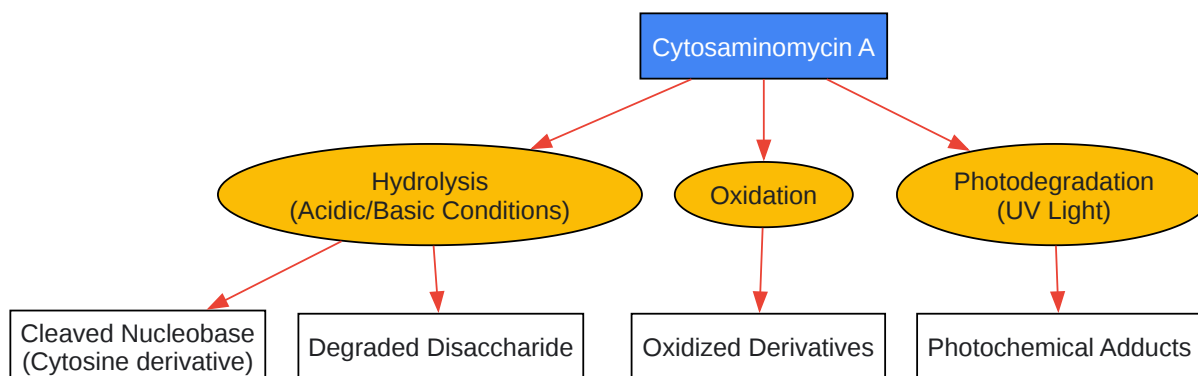 Cytosaminomycin A
Hydrolysis
(Acidic/Basic Conditions)
Oxidation
Photodegradation
(UV Light)
Cleaved Nucleobase
(Cytosine derivative)
Degraded Disaccharide
Oxidized Derivatives
Photochemical Adducts